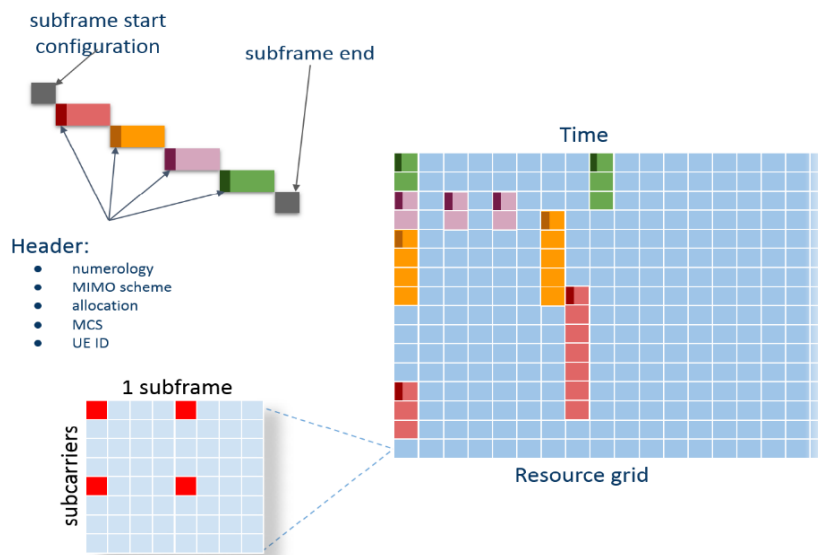 subframe start
configuration
subframe end
Header:
● numerology
● MIMO scheme
● allocation
● MCS
● UE ID
1 subframe
subcarriers
Time
Resource grid